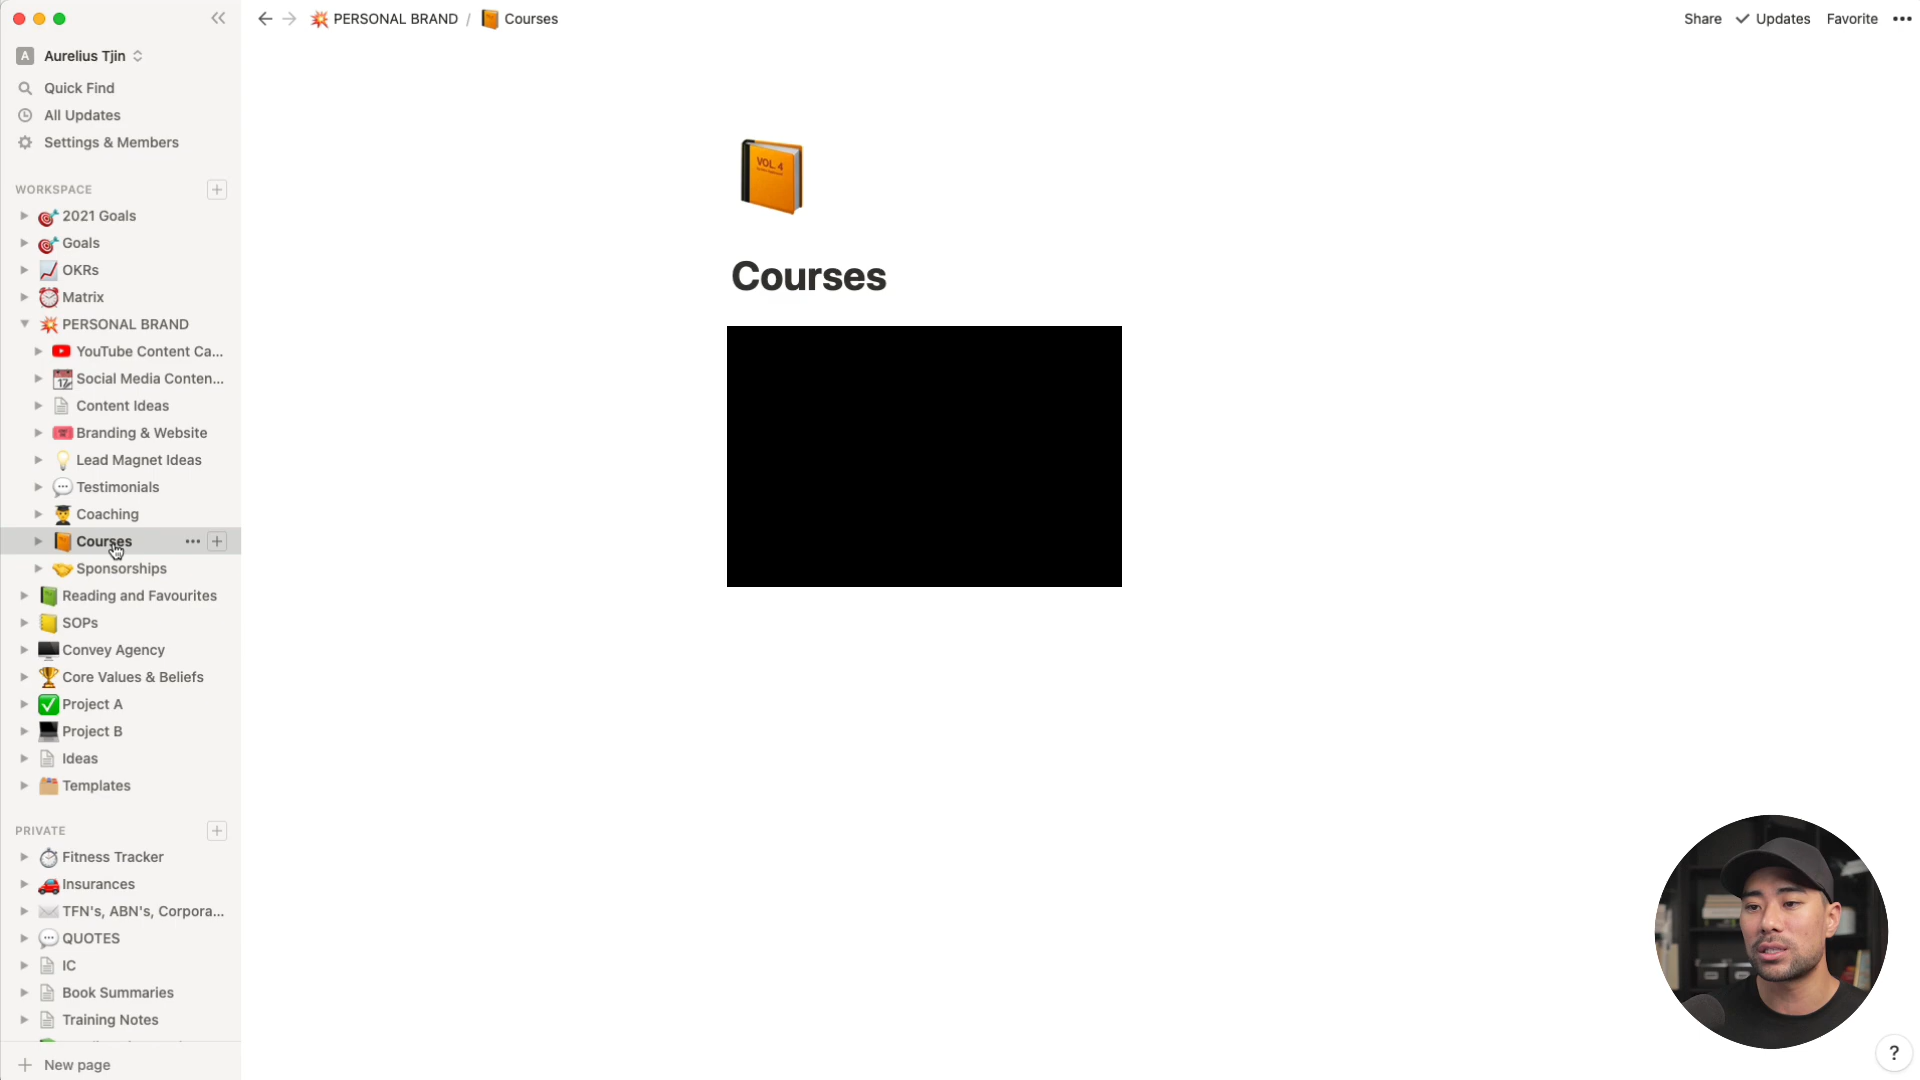 PERSONAL BRAND / Courses
Share Updates Favorite
A Aurelius Tjin
Quick Find
All Updates
Settings & Members
WORKSPACE
2021 Goals
Goals
OKRs
Matrix
PERSONAL BRAND
YouTube Content Ca...
Social Media Conten...
Content Ideas
Branding & Website
Lead Magnet Ideas
Testimonials
Coaching
Courses
Sponsorships
Reading and Favourites
SOPs
Convey Agency
Core Values & Beliefs
Project A
Project B
Ideas
Templates
PRIVATE
Fitness Tracker
Insurances
TFN's, ABN's, Corpora...
QUOTES
IC
Book Summaries
Training Notes
New page
VOL. 4
Courses
?